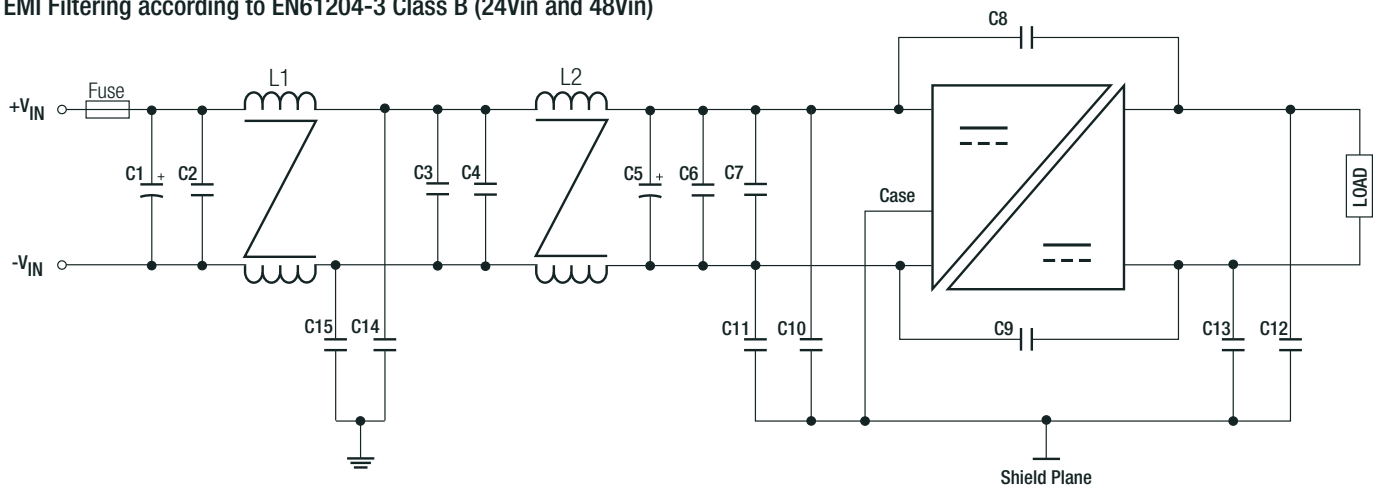 EMI Filtering according to EN61204-3 Class B (24Vin and 48Vin)
C8
L1
L2
Fuse
+VIN
C1 +
C2
C3
C4
C5 +
C6
C7
Case
LOAD
-VIN
C15
C14
C11
C10
C9
C13
C12
Shield Plane